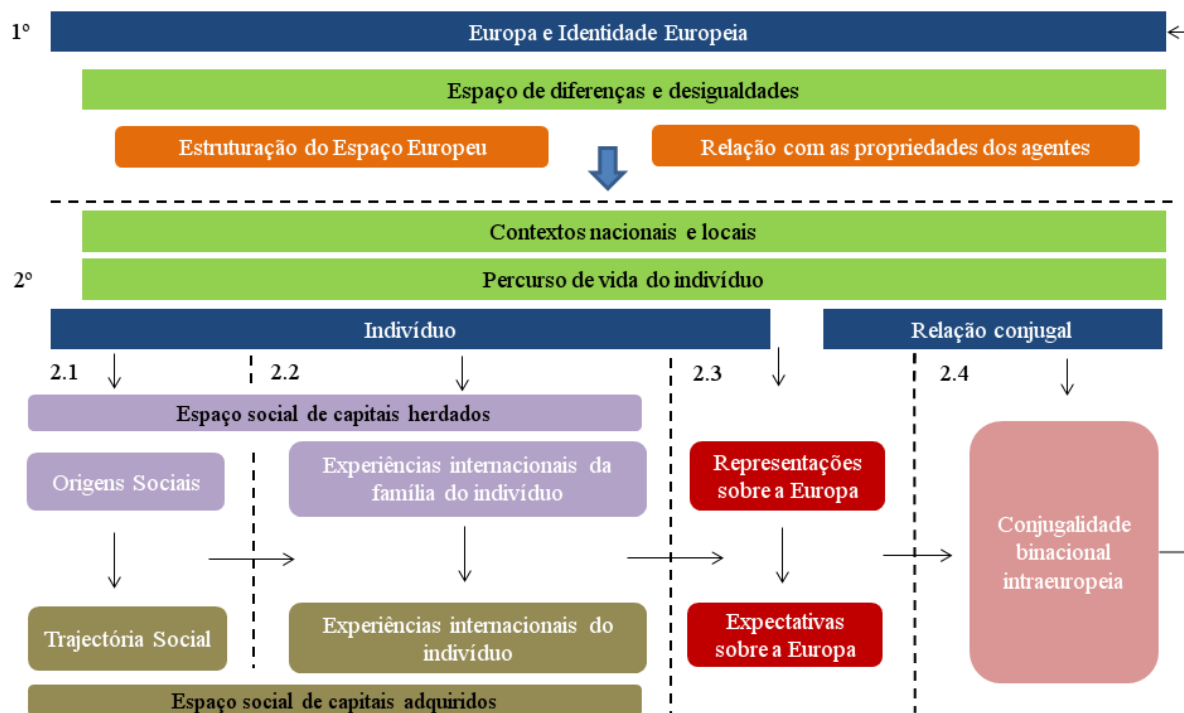 1º
Europa e Identidade Europeia
Espaço de diferenças e desigualdades
Estruturação do Espaço Europeu
Relação com as propriedades dos agentes
Contextos nacionais e locais
2º
Percurso de vida do indivíduo
Indivíduo
Relação conjugal
2.1
2.2
2.3
2.4
Espaço social de capitais herdados
Origens Sociais
Experiências internacionais da
família do indivíduo
Representações
sobre a Europa
Conjugalidade
binacional
intraeuropeia
Trajectória Social
Experiências internacionais do
indivíduo
Expectativas
sobre a Europa
Espaço social de capitais adquiridos